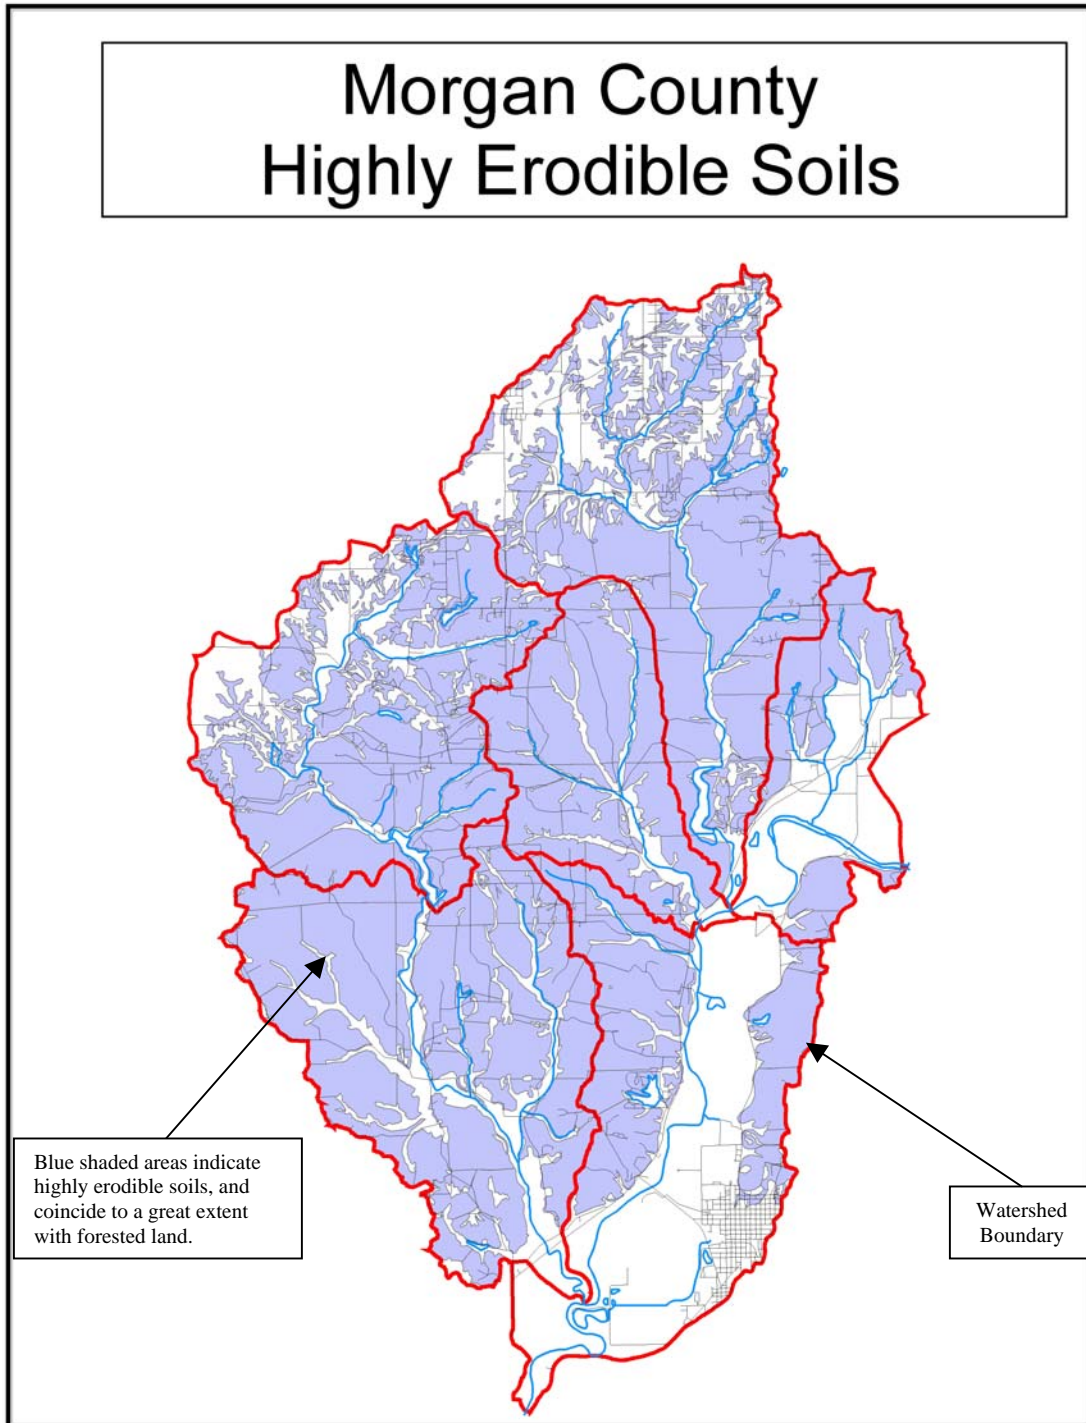 Morgan County
Highly Erodible Soils
Blue shaded areas indicate
highly erodible soils, and
coincide to a great extent
with forested land.
Watershed
Boundary